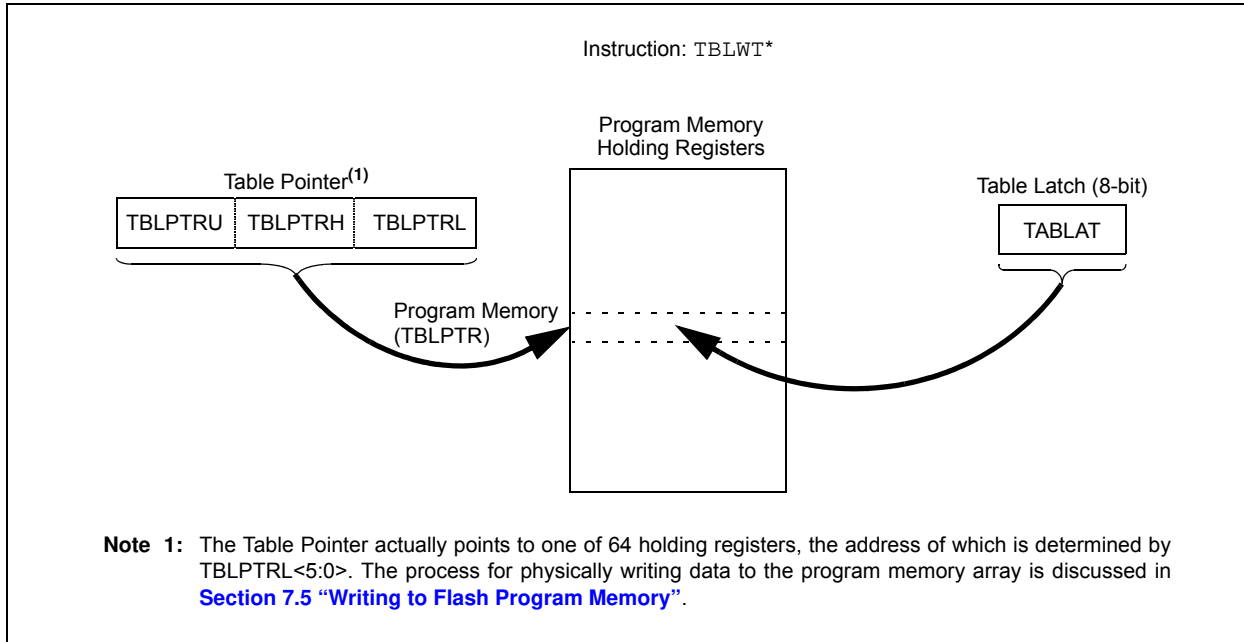 Instruction: TBLWT*
Program Memory
Holding Registers
Table Pointer(1)
Table Latch (8-bit)
TBLPTRU TBLPTRH TBLPTRL
TABLAT
Program Memory
(TBLPTR)
Note 1: The Table Pointer actually points to one of 64 holding registers, the address of which is determined by
TBLPTRL<5:0>. The process for physically writing data to the program memory array is discussed in
Section 7.5 “Writing to Flash Program Memory”.